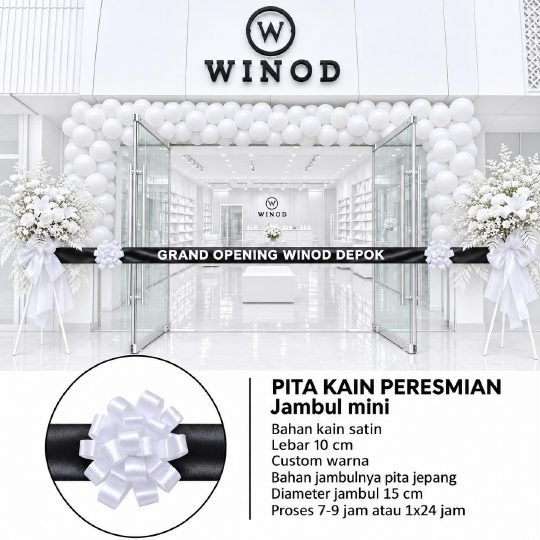 W
WINOD
W
WINOD
GRAND OPENING WINOD DEPOK
PITA KAIN PERESMIAN
Jambul mini
Bahan kain satin
Lebar 10 cm
Custom warna
Bahan jambulnya pita jepang
Diameter jambul 15 cm
Proses 7-9 jam atau 1x24 jam